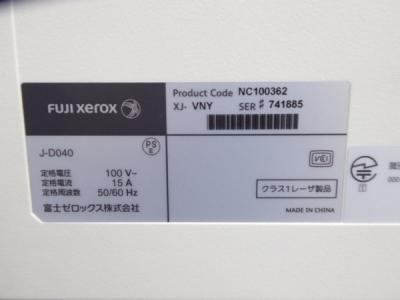 FUJI xerox
Product Code NC100362
XJ- VNY SER # 741885
J-D040
PS
E
定格電圧 100 V~
定格電流 15 A
定格周波数 50/60 Hz
富士ゼロックス株式会社
VCI
クラス1レーザ製品
MADE IN CHINA
T